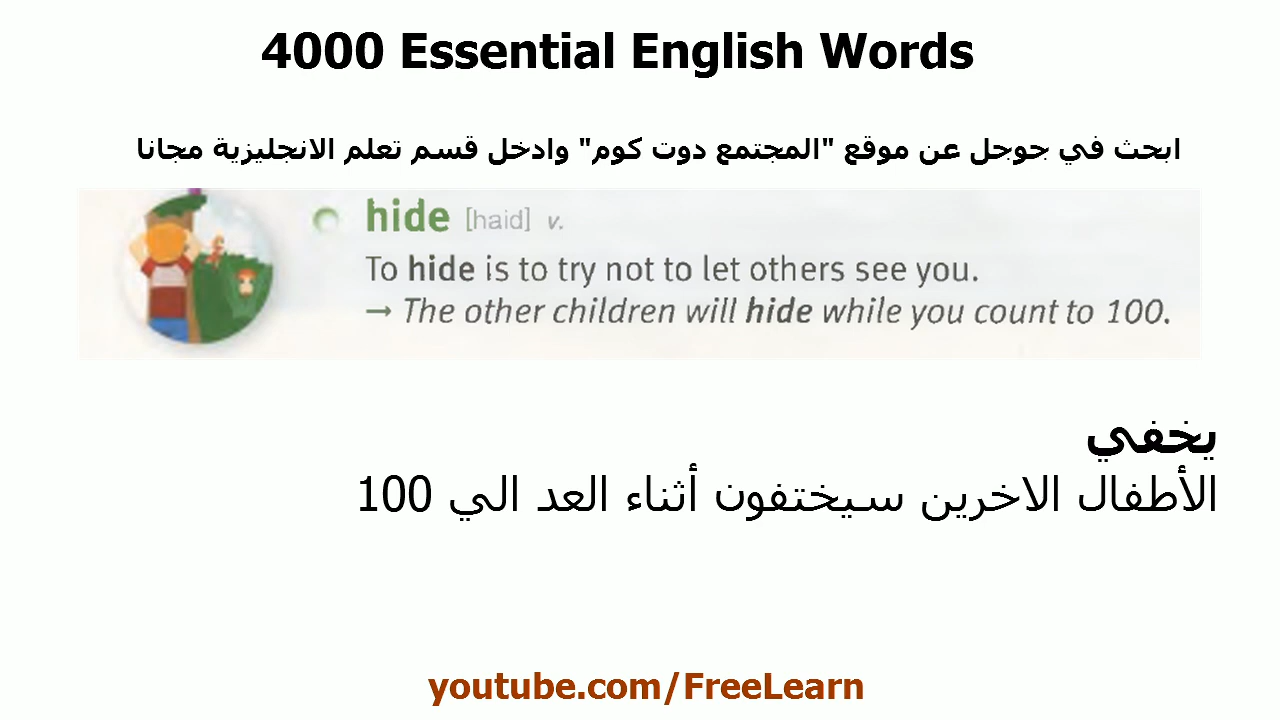 4000 Essential English Words
ابحث في جوجل عن موقع "المجتمع دوت كوم" وادخل قسم تعلم الانجليزية مجانا
hide [haid] v.
To hide is to try not to let others see you.
→ The other children will hide while you count to 100.
يخفي
الأطفال الاخرين سيختفون أثناء العد الي 100
youtube.com/FreeLearn